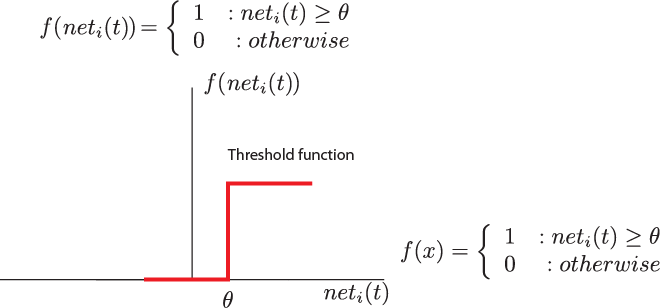 f(net_i(t)) = { 1 : net_i(t) ≥ θ
0 : otherwise
f(net_i(t))
Threshold function
f(x) = { 1 : net_i(t) ≥ θ
0 : otherwise
θ
net_i(t)